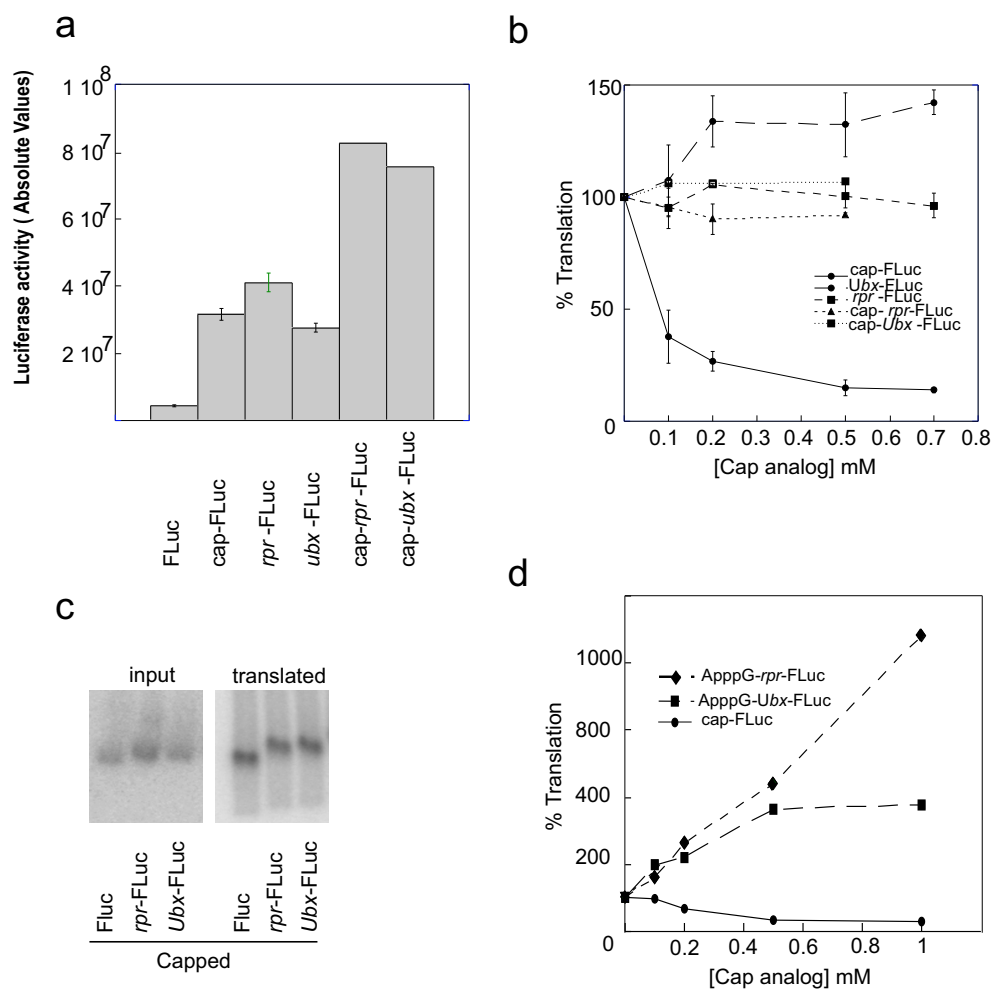 a
Luciferase activity ( Absolute Values)
1 10^8
8 10^7
6 10^7
4 10^7
2 10^7
FLuc
cap-FLuc
rpr -FLuc
ubx -FLuc
cap-rpr -FLuc
cap-ubx -FLuc
b
% Translation
150
100
50
0
0.1 0.2 0.3 0.4 0.5 0.6 0.7 0.8
[Cap analog] mM
cap-FLuc
Ubx-FLuc
rpr -FLuc
cap- rpr-FLuc
cap-Ubx -FLuc
c
input translated
Fluc
rpr-FLuc
Ubx-FLuc
Fluc
rpr-FLuc
Ubx-FLuc
Capped
d
% Translation
1000
800
400
200
0
0.2 0.4 0.6 0.8 1
[Cap analog] mM
ApppG-rpr-FLuc
ApppG-Ubx-FLuc
cap-FLuc